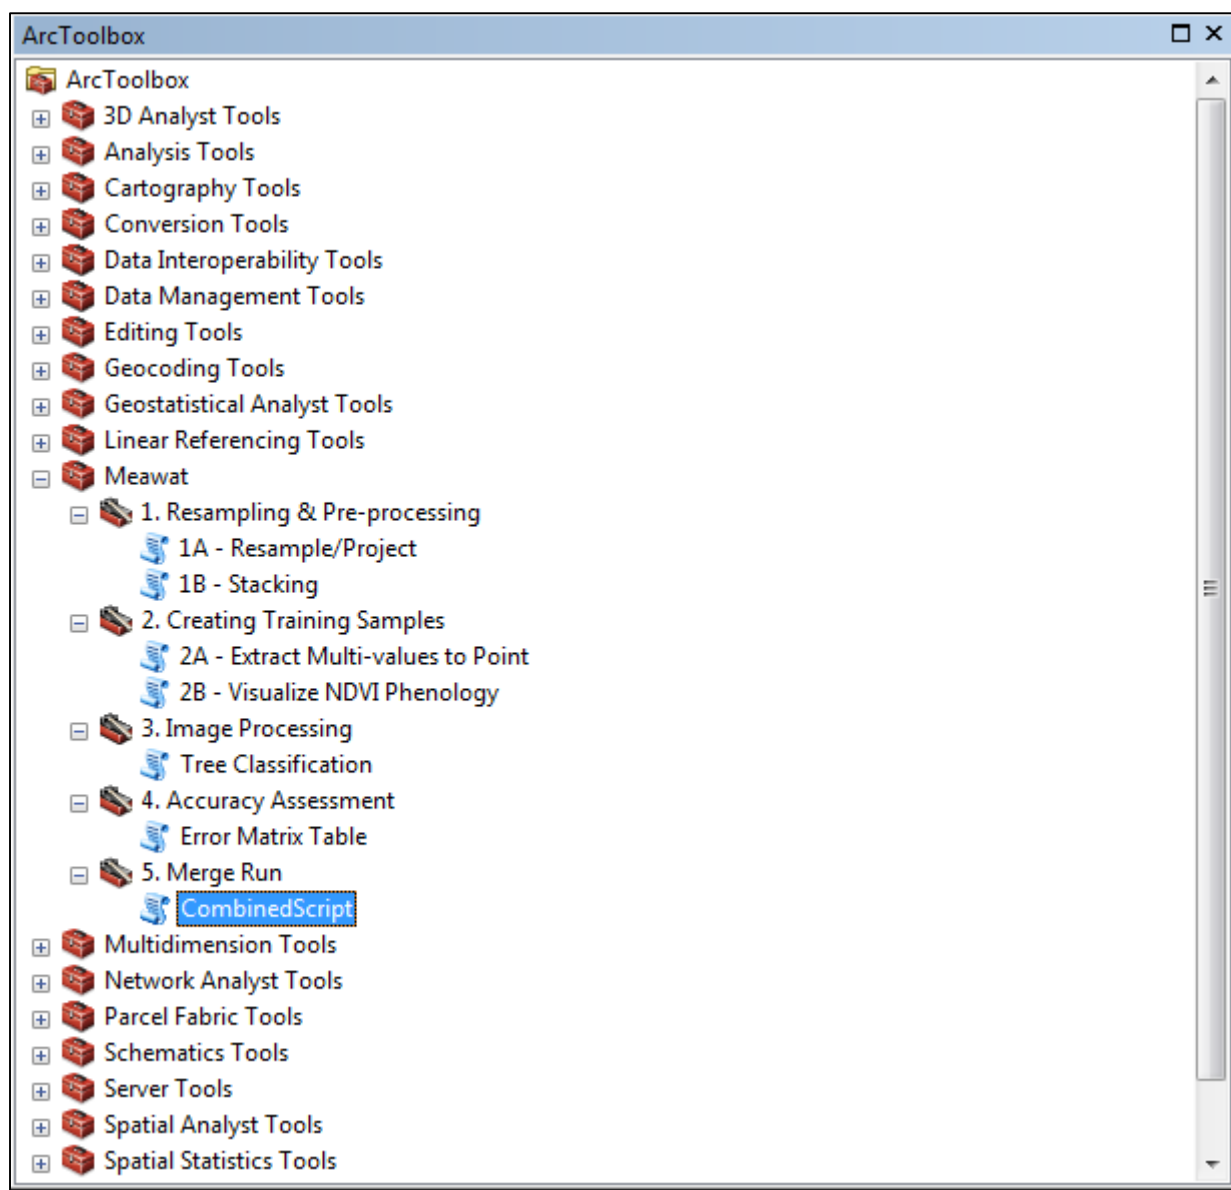 ArcToolbox
ArcToolbox
3D Analyst Tools
Analysis Tools
Cartography Tools
Conversion Tools
Data Interoperability Tools
Data Management Tools
Editing Tools
Geocoding Tools
Geostatistical Analyst Tools
Linear Referencing Tools
Meawat
1. Resampling & Pre-processing
1A - Resample/Project
1B - Stacking
2. Creating Training Samples
2A - Extract Multi-values to Point
2B - Visualize NDVI Phenology
3. Image Processing
Tree Classification
4. Accuracy Assessment
Error Matrix Table
5. Merge Run
CombinedScript
Multidimension Tools
Network Analyst Tools
Parcel Fabric Tools
Schematics Tools
Server Tools
Spatial Analyst Tools
Spatial Statistics Tools